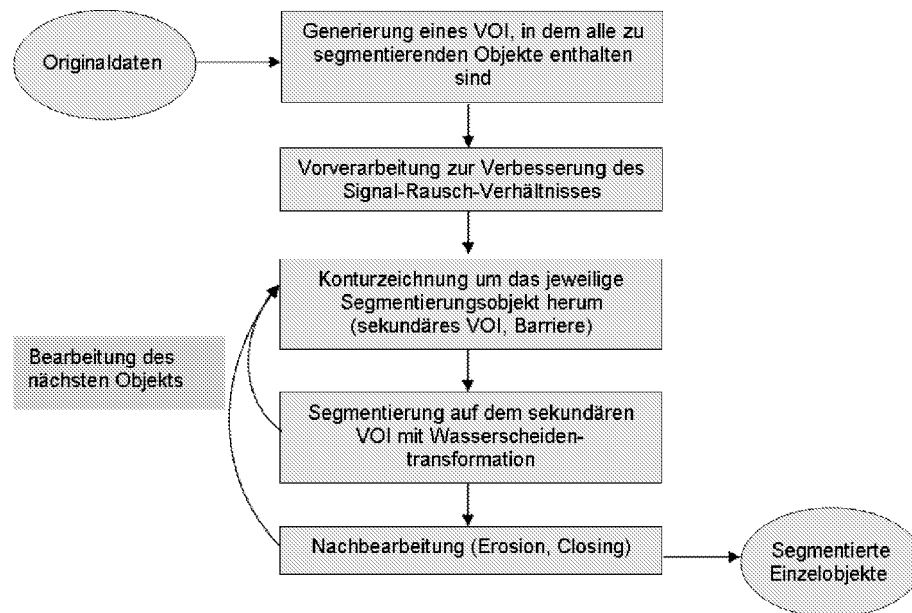 Originaldaten
Generierung eines VOI, in dem alle zu
segmentierenden Objekte enthalten
sind
Vorverarbeitung zur Verbesserung des
Signal-Rausch-Verhältnisses
Konturzeichnung um das jeweilige
Segmentierungsobjekt herum
(sekundäres VOI, Barriere)
Bearbeitung des
nächsten Objekts
Segmentierung auf dem sekundären
VOI mit Wasserscheiden-
transformation
Nachbearbeitung (Erosion, Closing)
Segmentierte
Einzelobjekte